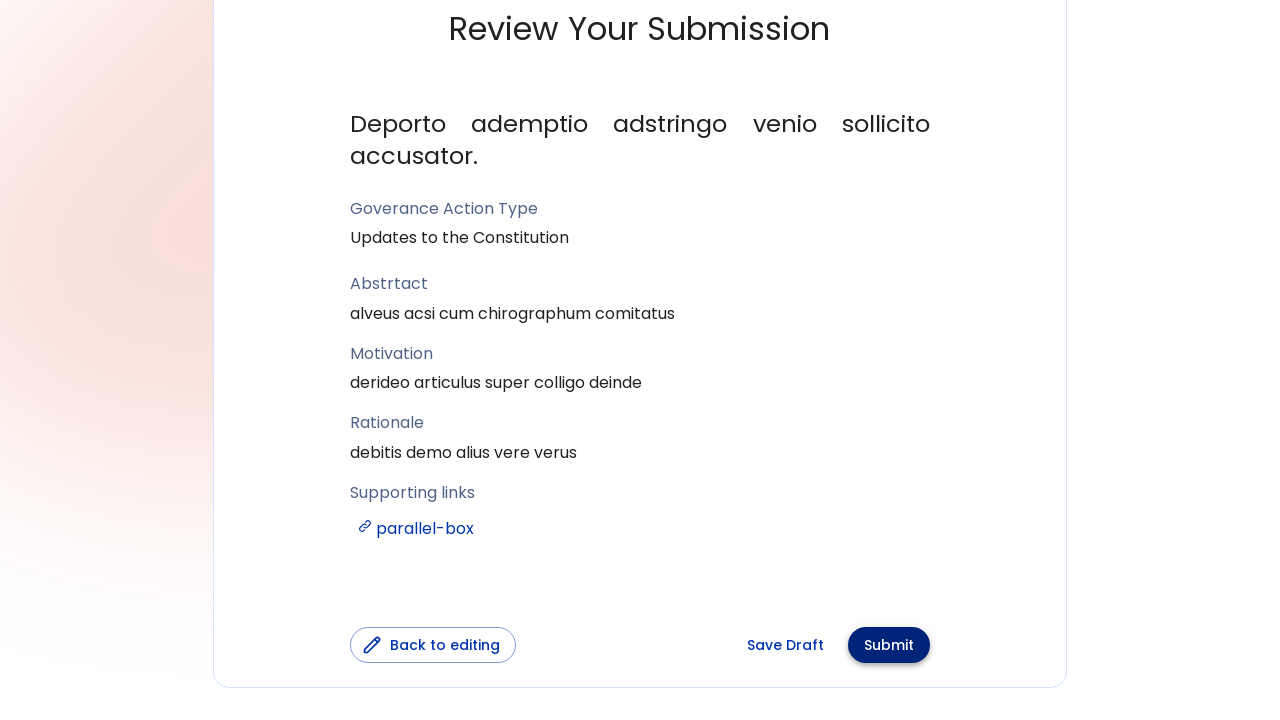 Review Your Submission
Deporto ademptio adstringo venio sollicito
accusator.
Goverance Action Type
Updates to the Constitution
Abstrtact
alveus acsi cum chirographum comitatus
Motivation
derideo articulus super colligo deinde
Rationale
debitis demo alius vere verus
Supporting links
parallel-box
Back to editing
Save Draft
Submit